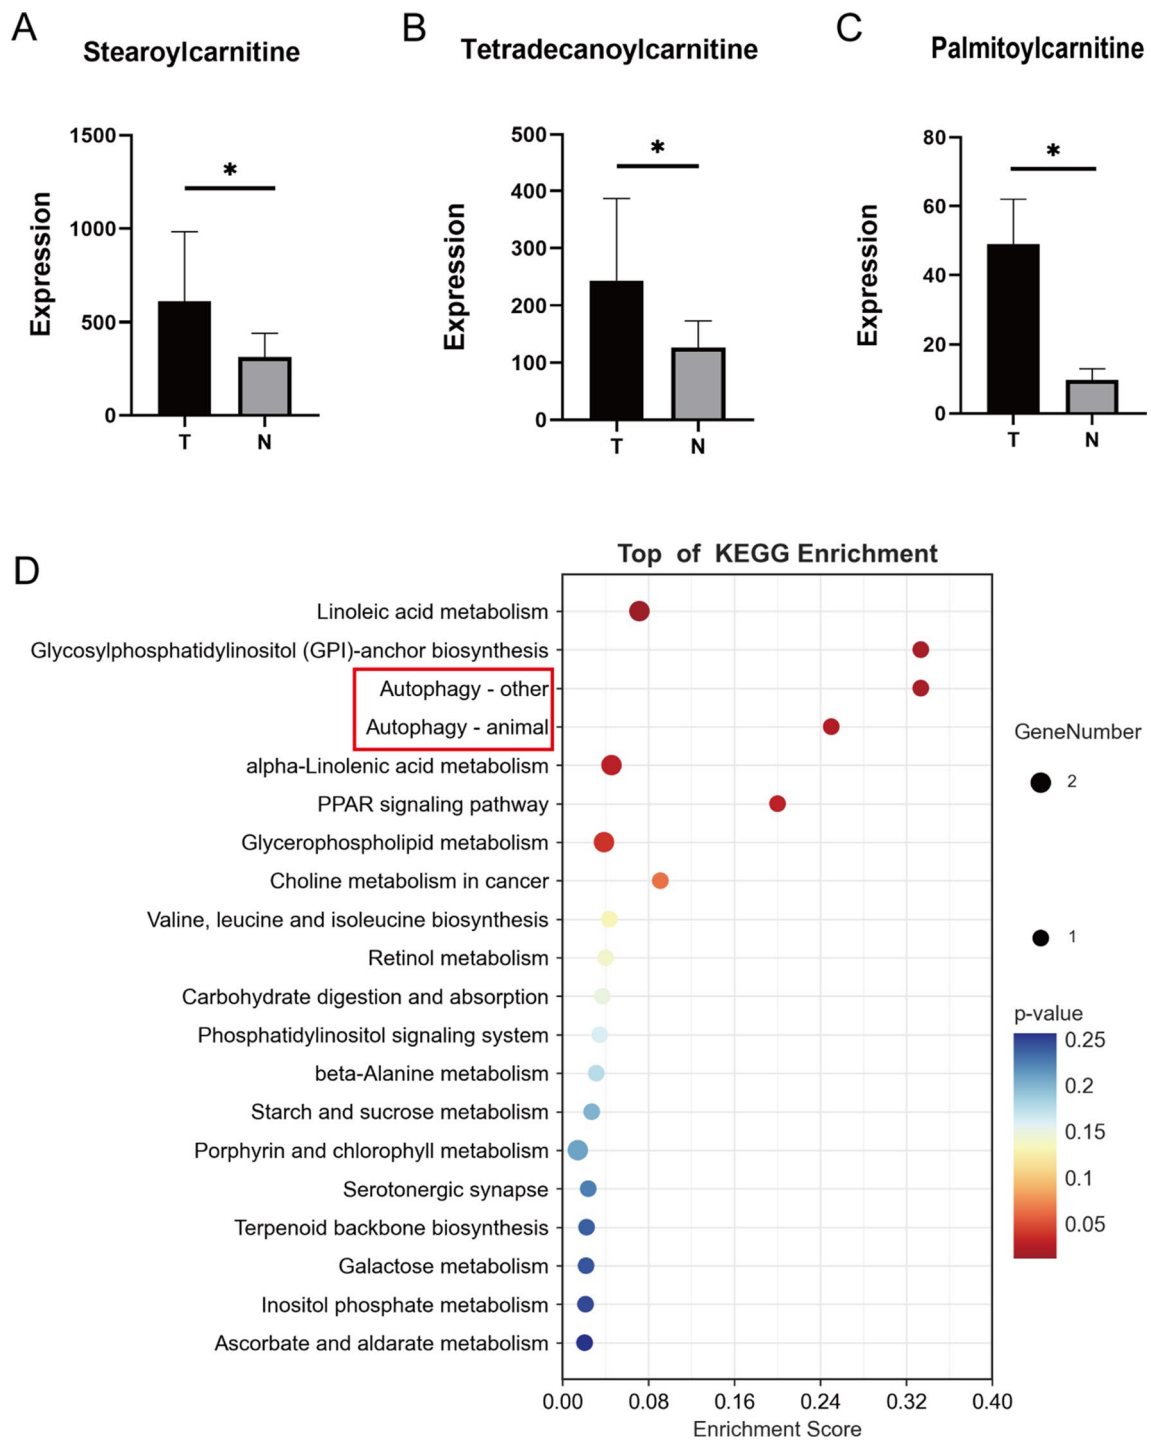 A
Stearoylcarnitine
1500
1000
500
0
Expression
*
T
N
B
Tetradecanoylcarnitine
500
400
300
200
100
0
Expression
*
T
N
C
Palmitoylcarnitine
80
60
40
20
0
Expression
*
T
N
D
Top of KEGG Enrichment
Linoleic acid metabolism
Glycosylphosphatidylinositol (GPI)-anchor biosynthesis
Autophagy - other
Autophagy - animal
alpha-Linolenic acid metabolism
PPAR signaling pathway
Glycerophospholipid metabolism
Choline metabolism in cancer
Valine, leucine and isoleucine biosynthesis
Retinol metabolism
Carbohydrate digestion and absorption
Phosphatidylinositol signaling system
beta-Alanine metabolism
Starch and sucrose metabolism
Porphyrin and chlorophyll metabolism
Serotonergic synapse
Terpenoid backbone biosynthesis
Galactose metabolism
Inositol phosphate metabolism
Ascorbate and aldarate metabolism
0.00 0.08 0.16 0.24 0.32 0.40
Enrichment Score
GeneNumber
2
1
p-value
0.25
0.2
0.15
0.1
0.05